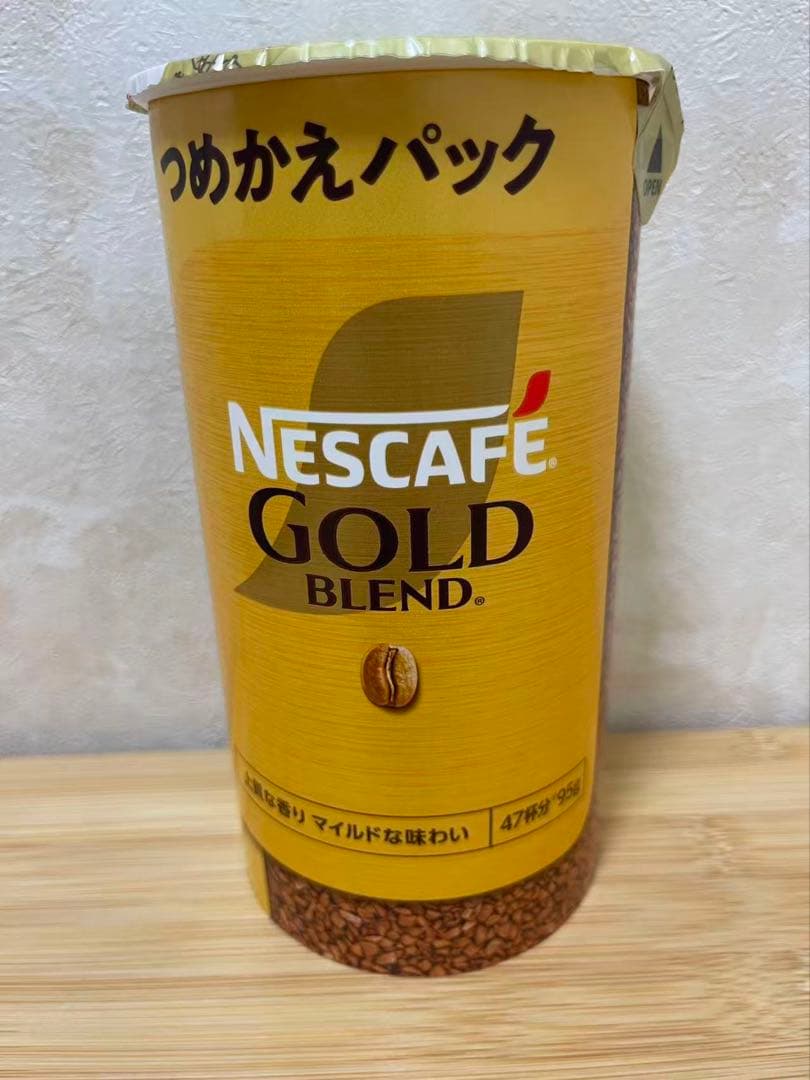 OPEN
つめかえパック
NESCAFÉ®
GOLD
BLEND®
上質な香り マイルドな味わい
47杯分* 95g